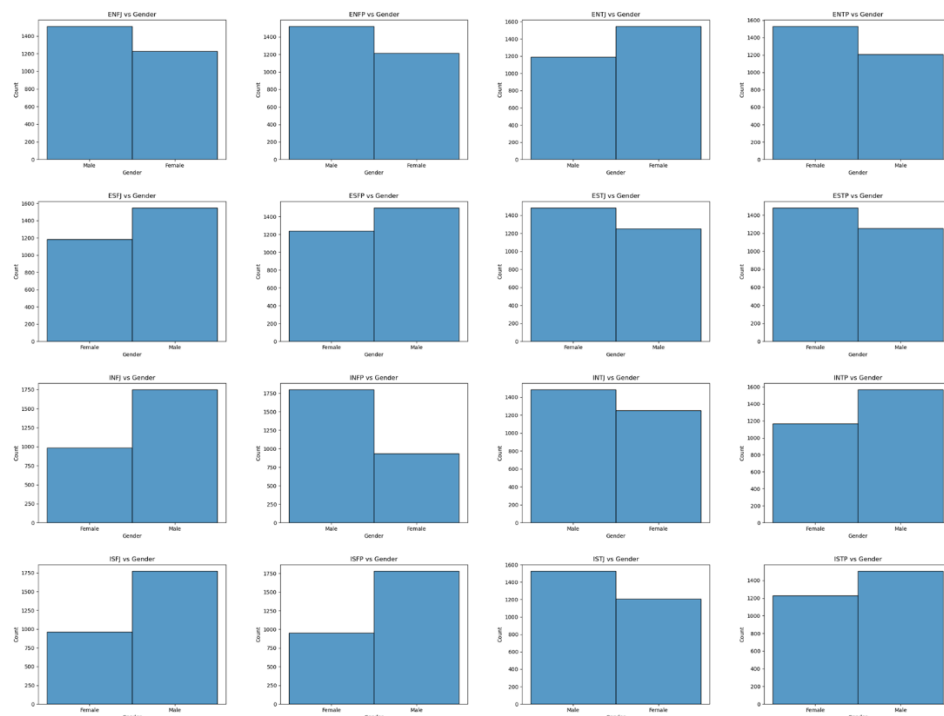 ENFJ vs Gender
1400
1200
1000
800
600
400
200
0
Count
Male Female
Gender
ENFP vs Gender
1400
1200
1000
800
600
400
200
0
Count
Male Female
Gender
ENTJ vs Gender
1600
1400
1200
1000
800
600
400
200
0
Count
Male Female
Gender
ENTP vs Gender
1600
1400
1200
1000
800
600
400
200
0
Count
Male Female
Gender
ESFJ vs Gender
1600
1400
1200
1000
800
600
400
200
0
Count
Female Male
Gender
ESFP vs Gender
1400
1200
1000
800
600
400
200
0
Count
Female Male
Gender
ESTJ vs Gender
1400
1200
1000
800
600
400
200
0
Count
Female Male
Gender
ESTP vs Gender
1400
1200
1000
800
600
400
200
0
Count
Female Male
Gender
INFJ vs Gender
1750
1500
1250
1000
750
500
250
0
Count
Female Male
Gender
INFP vs Gender
1750
1500
1250
1000
750
500
250
0
Count
Male Female
Gender
INTJ vs Gender
1400
1200
1000
800
600
400
200
0
Count
Male Female
Gender
INTP vs Gender
1600
1400
1200
1000
800
600
400
200
0
Count
Female Male
Gender
ISFJ vs Gender
1750
1500
1250
1000
750
500
250
0
Count
Female Male
Gender
ISFP vs Gender
1750
1500
1250
1000
750
500
250
0
Count
Female Male
Gender
ISTJ vs Gender
1600
1400
1200
1000
800
600
400
200
0
Count
Male Female
Gender
ISTP vs Gender
1400
1200
1000
800
600
400
200
0
Count
Female Male
Gender